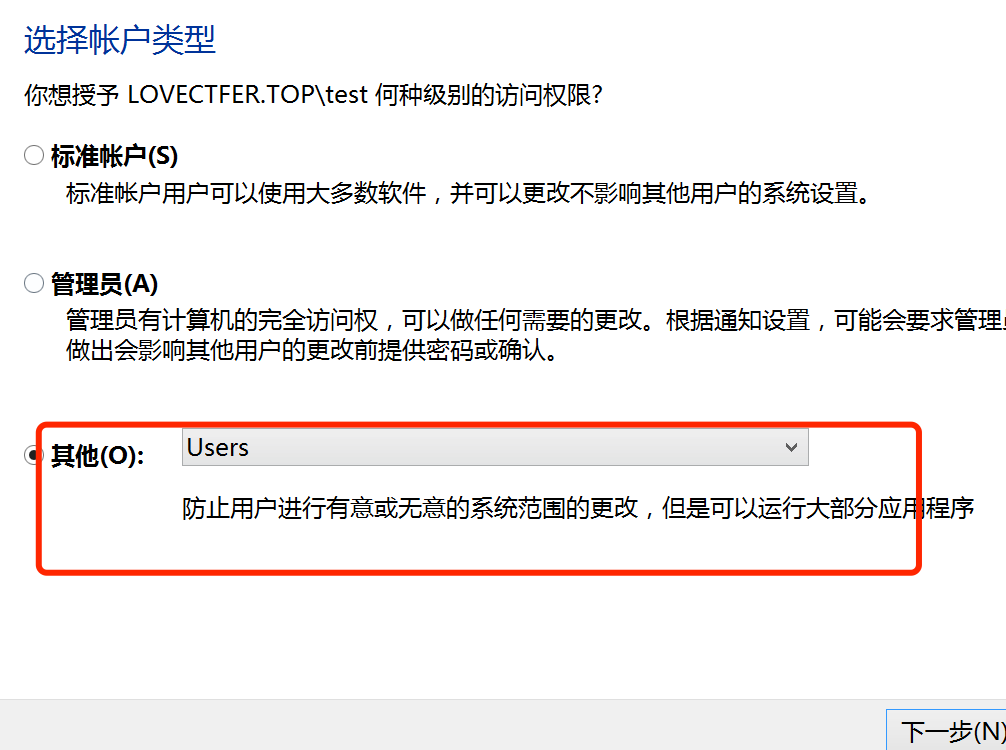 选择帐户类型
你想授予 LOVECTFER.TOP\test 何种级别的访问权限?
标准帐户(S)
标准帐户用户可以使用大多数软件，并可以更改不影响其他用户的系统设置。
管理员(A)
管理员有计算机的完全访问权，可以做任何需要的更改。根据通知设置，可能会要求管理
做出会影响其他用户的更改前提供密码或确认。
其他(O): Users
防止用户进行有意或无意的系统范围的更改，但是可以运行大部分应用程序
下一步(N)